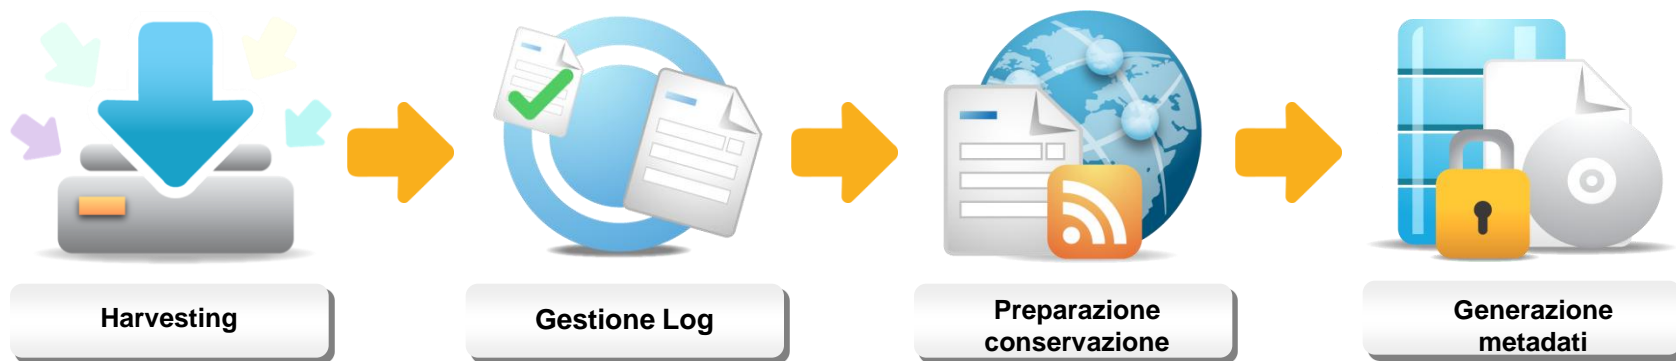 Harvesting
Gestione Log
Preparazione
conservazione
Generazione
metadati